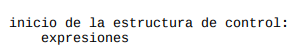 inicio de la estructura de control:
expresiones